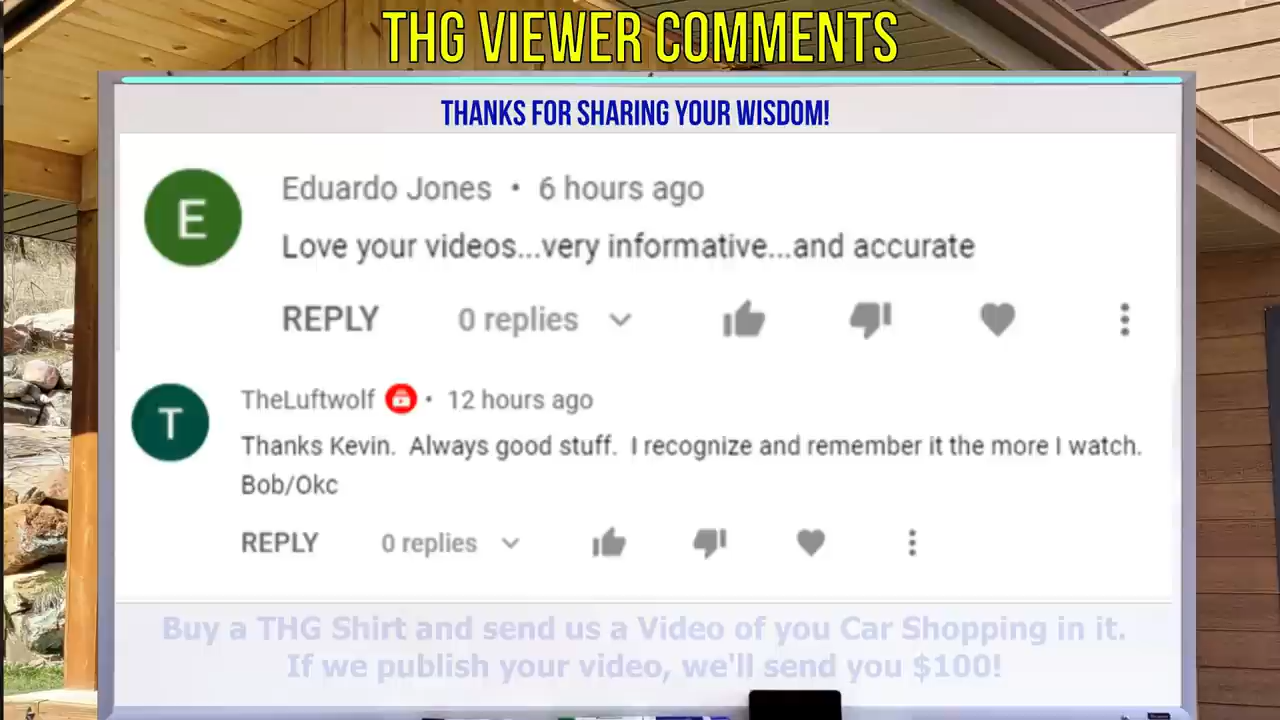 THG VIEWER COMMENTS
THANKS FOR SHARING YOUR WISDOM!
E
Eduardo Jones • 6 hours ago
Love your videos...very informative...and accurate
REPLY 0 replies
T
TheLuftwolf • 12 hours ago
Thanks Kevin. Always good stuff. I recognize and remember it the more I watch.
Bob/Okc
REPLY 0 replies
Buy a THG Shirt and send us a Video of you Car Shopping in it.
If we publish your video, we'll send you $100!